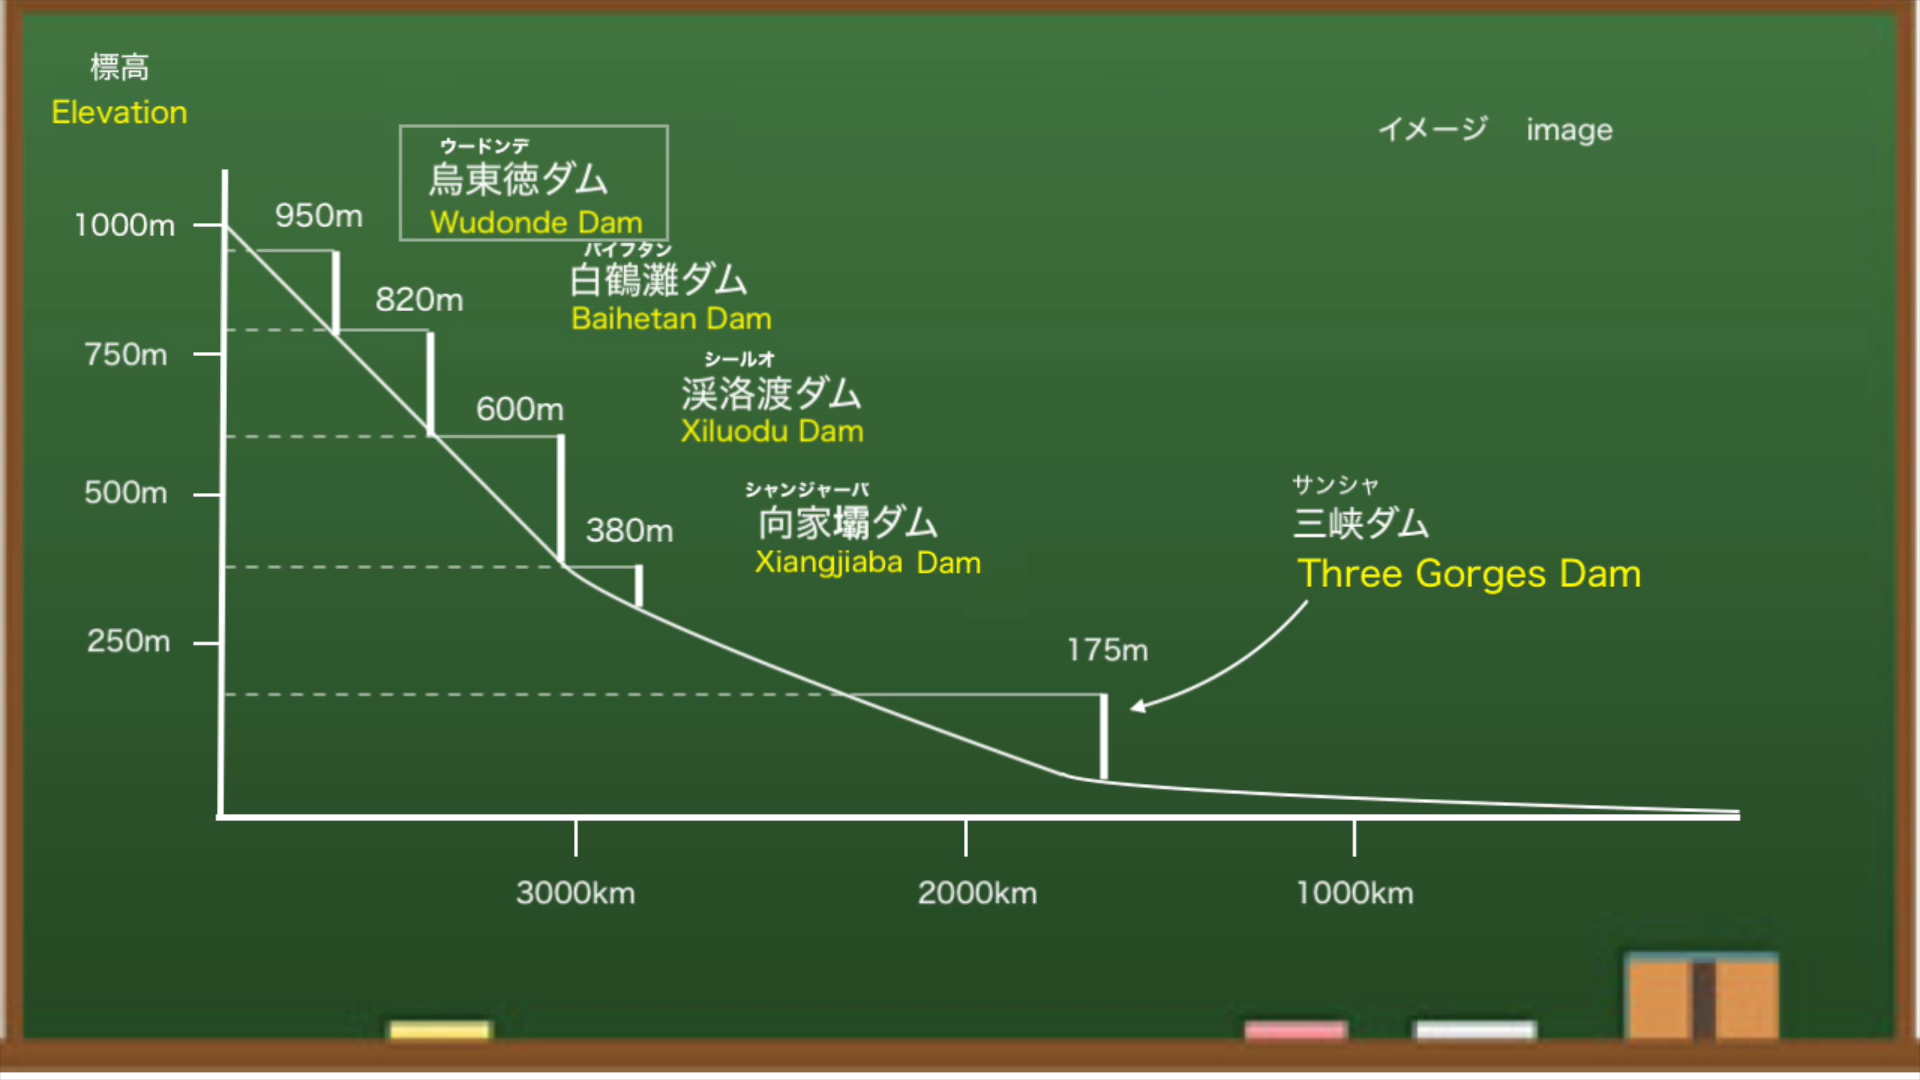 標高
Elevation
イメージ image
ウードンデ
烏東徳ダム
Wudonde Dam
1000m
950m
バイフタン
白鶴灘ダム
Baihetan Dam
820m
750m
シールオ
渓洛渡ダム
Xiluodu Dam
600m
500m
シャンジャーバ
向家壩ダム
Xiangjiaba Dam
380m
サンシャ
三峡ダム
Three Gorges Dam
250m
175m
3000km
2000km
1000km